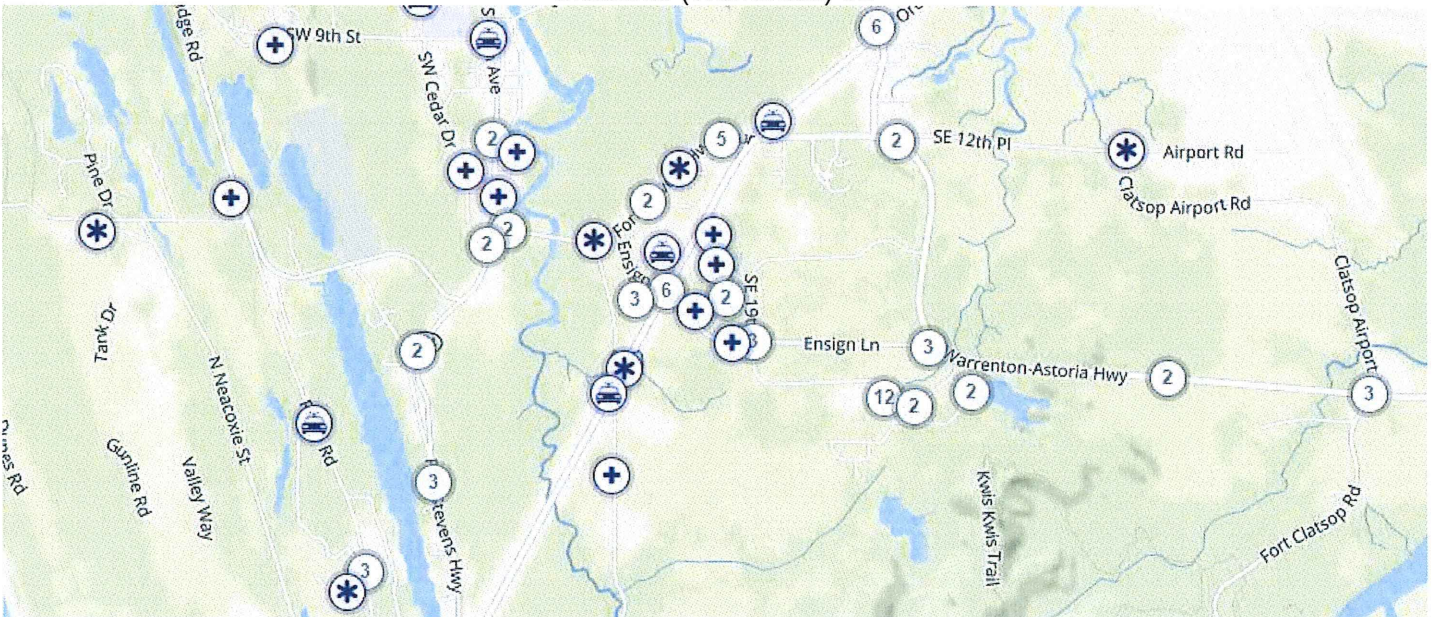 SW 9th St
SW Cedar Dr
Ave
6
2
5
2
SE 12th Pl
Airport Rd
Clatsop Airport Rd
Pine Dr
2
2
2
Ensign
3
6
2
SE 19t
3
Ensign Ln
3
Warrenton-Astoria Hwy
2
Clatsop Airport
3
Tank Dr
2
12
2
2
N Neacoxie St
Rd
3
Stevens Hwy
Gunline Rd
Valley Way
Kwis Kwis Trail
Fort Clatsop Rd
3